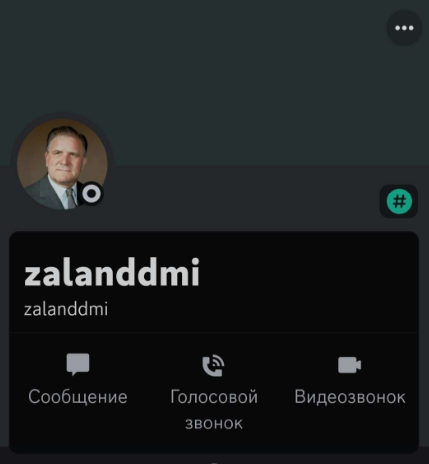 zalanddmi
zalanddmi
Сообщение
Голосовой
звонок
Видеозвонок